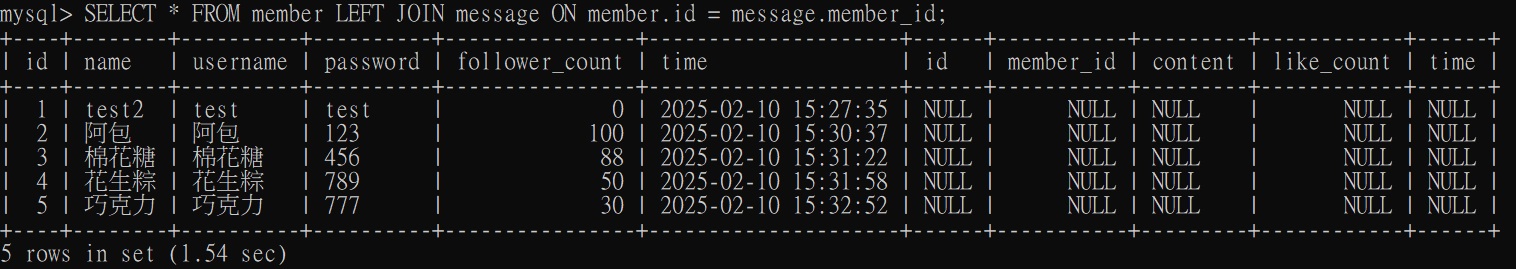 mysql> SELECT * FROM member LEFT JOIN message ON member.id = message.member_id;
+----+--------+----------+----------+----------------+---------------------+------+-----------+---------+------------+------+
| id | name | username | password | follower_count | time | id | member_id | content | like_count | time |
+----+--------+----------+----------+----------------+---------------------+------+-----------+---------+------------+------+
| 1 | test2 | test | test | 0 | 2025-02-10 15:27:35 | NULL | NULL | NULL | NULL | NULL |
| 2 | 阿包 | 阿包 | 123 | 100 | 2025-02-10 15:30:37 | NULL | NULL | NULL | NULL | NULL |
| 3 | 棉花糖 | 棉花糖 | 456 | 88 | 2025-02-10 15:31:22 | NULL | NULL | NULL | NULL | NULL |
| 4 | 花生粽 | 花生粽 | 789 | 50 | 2025-02-10 15:31:58 | NULL | NULL | NULL | NULL | NULL |
| 5 | 巧克力 | 巧克力 | 777 | 30 | 2025-02-10 15:32:52 | NULL | NULL | NULL | NULL | NULL |
+----+--------+----------+----------+----------------+---------------------+------+-----------+---------+------------+------+
5 rows in set (1.54 sec)